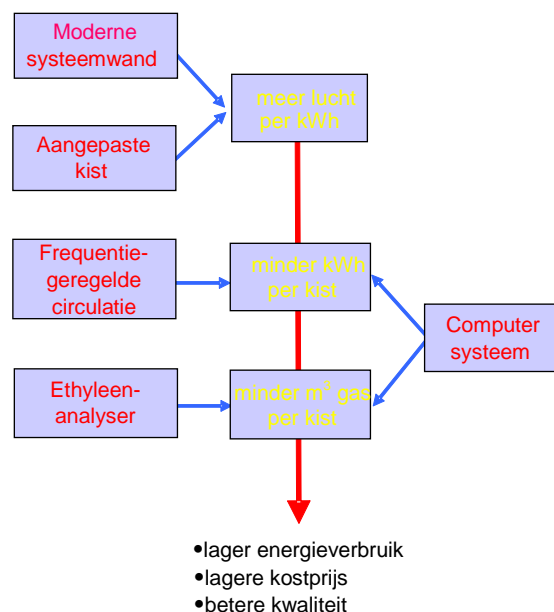 Moderne
systeemwand
meer lucht
per kWh
Aangepaste
kist
Frequentie-
geregelde
circulatie
minder kWh
per kist
Computer
systeem
Ethyleen-
analyser
minder m³ gas
per kist
•lager energieverbruik
•lagere kostprijs
•betere kwaliteit